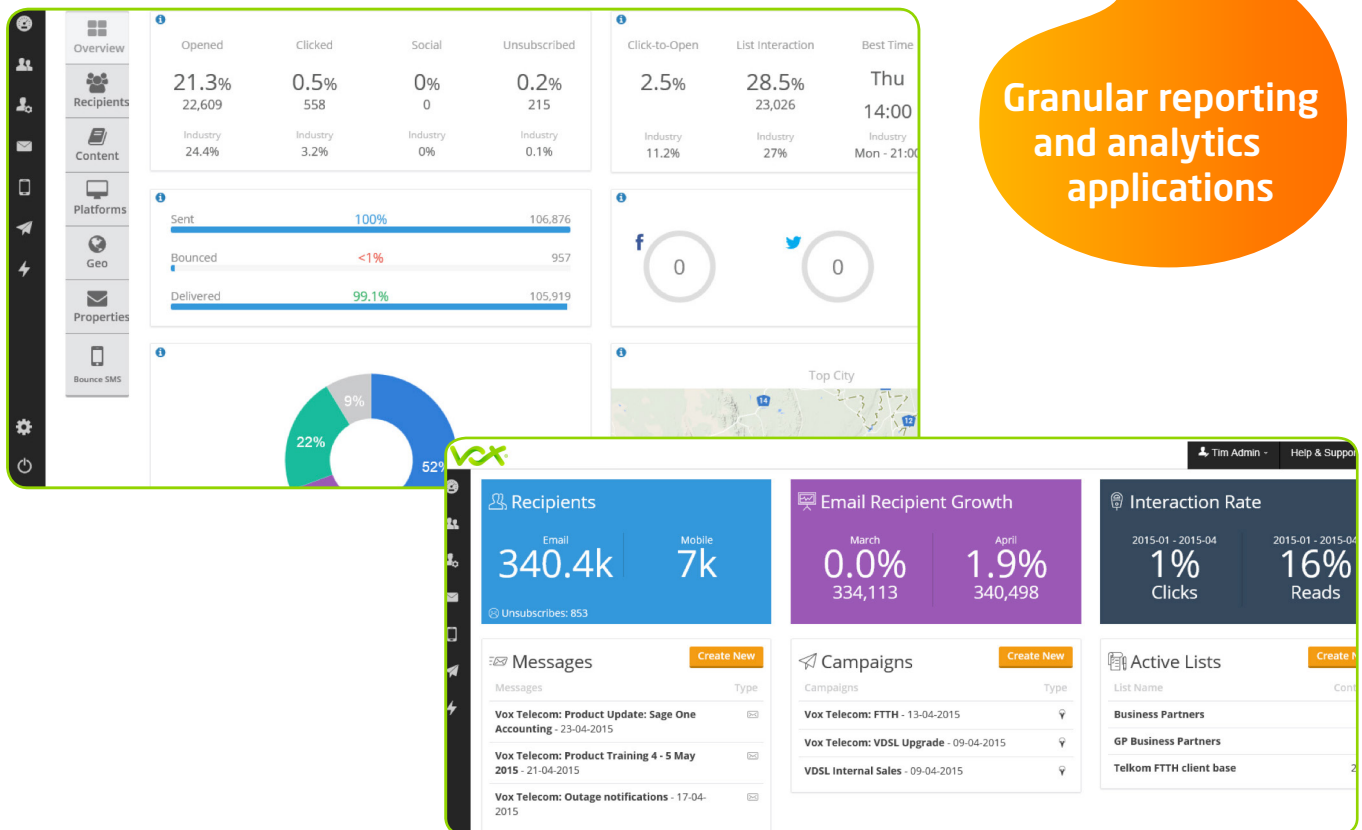 Granular reporting
and analytics
applications
Overview
Recipients
Content
Platforms
Geo
Properties
Bounce SMS
Opened Clicked Social Unsubscribed
21.3% 0.5% 0% 0.2%
22,609 558 0 215
Industry Industry Industry Industry
24.4% 3.2% 0% 0.1%
Click-to-Open List Interaction Best Time
2.5% 28.5% Thu
23,026 14:00
Industry Industry Industry
11.2% 27% Mon - 21:00
Sent 100% 106,876
Bounced <1% 957
Delivered 99.1% 105,919
f 0 0
9%
22%
52%
Top City
14
12
VOX
Tim Admin Help & Support
Recipients
Email Mobile
340.4k 7k
Unsubscribes: 853
Email Recipient Growth
March April
0.0% 1.9%
334,113 340,498
Interaction Rate
2015-01 - 2015-04 2015-01 - 2015-04
1% 16%
Clicks Reads
Messages Create New
Messages Type
Vox Telecom: Product Update: Sage One
Accounting - 23-04-2015
Vox Telecom: Product Training 4 - 5 May
2015 - 21-04-2015
Vox Telecom: Outage notifications - 17-04-
2015
Campaigns Create New
Campaigns Type
Vox Telecom: FTTH - 13-04-2015
Vox Telecom: VDSL Upgrade - 09-04-2015
VDSL Internal Sales - 09-04-2015
Active Lists Create N
List Name Cont
Business Partners
GP Business Partners
Telkom FTTH client base 2